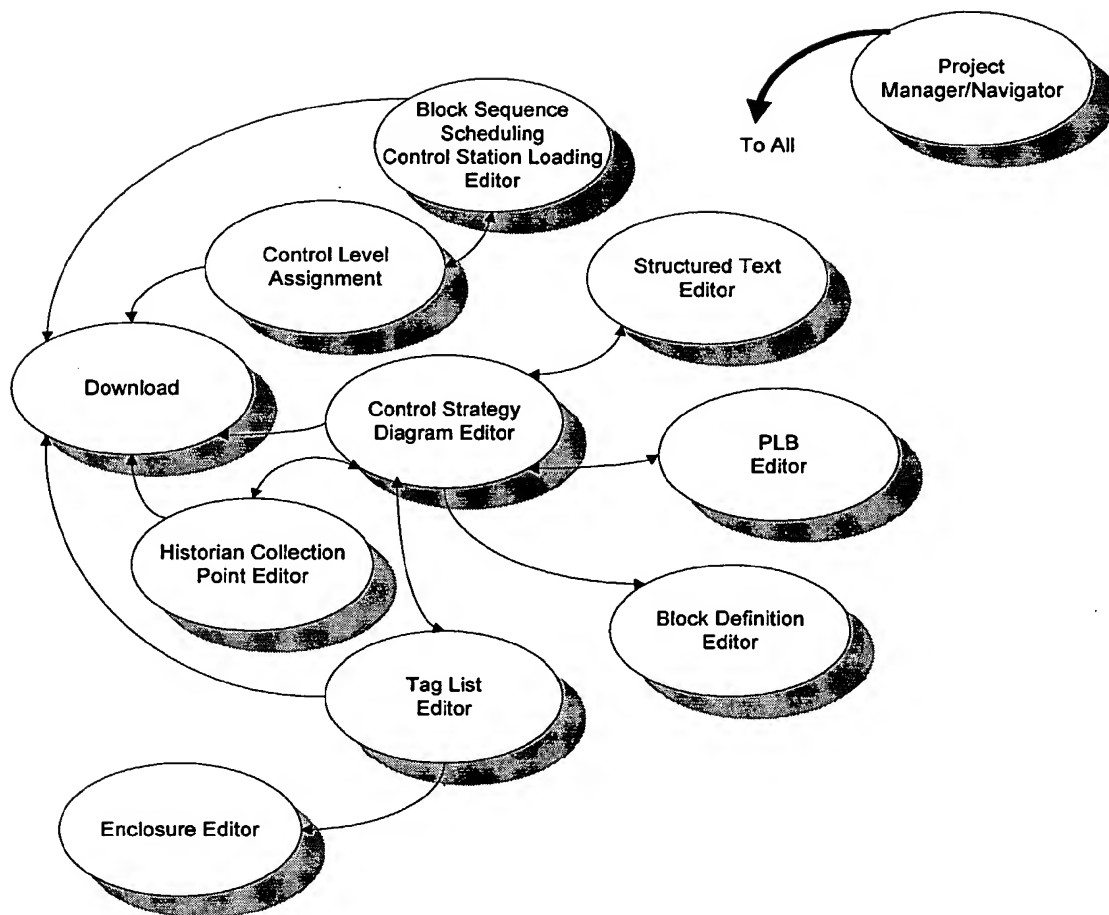 Project
Manager/Navigator
To All
Block Sequence
Scheduling
Control Station Loading
Editor
Control Level
Assignment
Structured Text
Editor
Download
Control Strategy
Diagram Editor
PLB
Editor
Historian Collection
Point Editor
Block Definition
Editor
Tag List
Editor
Enclosure Editor